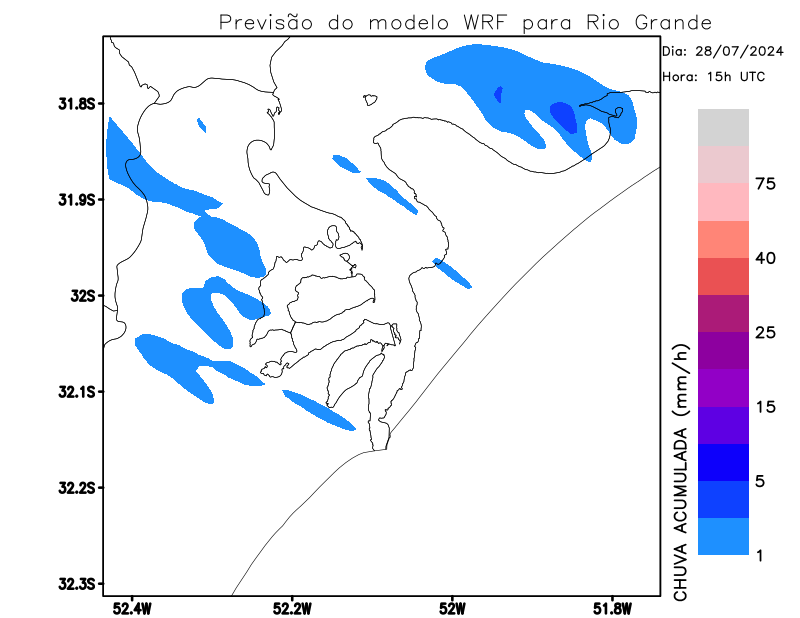 Previsão do modelo WRF para Rio Grande
Dia: 28/07/2024
Hora: 15h UTC
31.8S
31.9S
32S
32.1S
32.2S
32.3S
52.4W
52.2W
52W
51.8W
75
40
25
15
5
1
CHUVA ACUMULADA (mm/h)